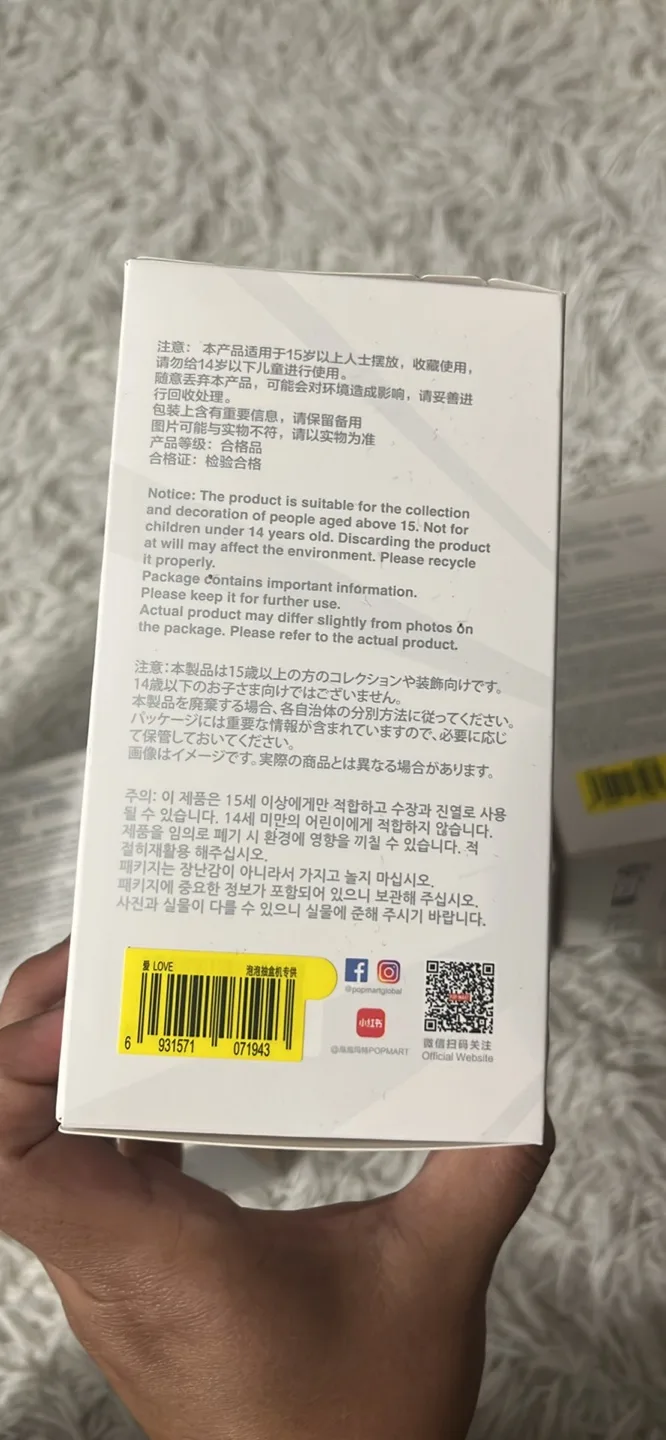 注意： 本产品适用于15岁以上人士摆放，收藏使用，
请勿给14岁以下儿童进行使用。
随意丢弃本产品，可能会对环境造成影响，请妥善进
行回收处理。
包装上含有重要信息，请保留备用
图片可能与实物不符，请以实物为准
产品等级：合格品
合格证：检验合格
Notice: The product is suitable for the collection
and decoration of people aged above 15. Not for
children under 14 years old. Discarding the product
at will may affect the environment. Please recycle
it properly.
Package contains important information.
Please keep it for further use.
Actual product may differ slightly from photos on
the package. Please refer to the actual product.
注意：本製品は15歳以上の方のコレクションや装飾向けです。
14歳以下のお子さま向けではございません。
本製品を廃棄する場合、各自治体の分別方法に従ってください。
パッケージには重要な情報が含まれていますので、必要に応じ
て保管しておいてください。
画像はイメージです。実際の商品とは異なる場合があります。
주의: 이 제품은 15세 이상에게만 적합하고 수장과 진열로 사용
될 수 있습니다. 14세 미만의 어린이에게 적합하지 않습니다.
제품을 임의로 폐기 시 환경에 영향을 끼칠 수 있습니다. 적
절히재활용 해주십시오.
패키지는 장난감이 아니라서 가지고 놀지 마십시오.
패키지에 중요한 정보가 포함되어 있으니 보관해 주십시오.
사진과 실물이 다를 수 있으니 실물에 준해 주시기 바랍니다.
爱 LOVE 泡泡抽盒机专供
6 931571 071943
@popmartglobal
小红书
@泡泡玛特POPMART
微信扫码关注
Official Website